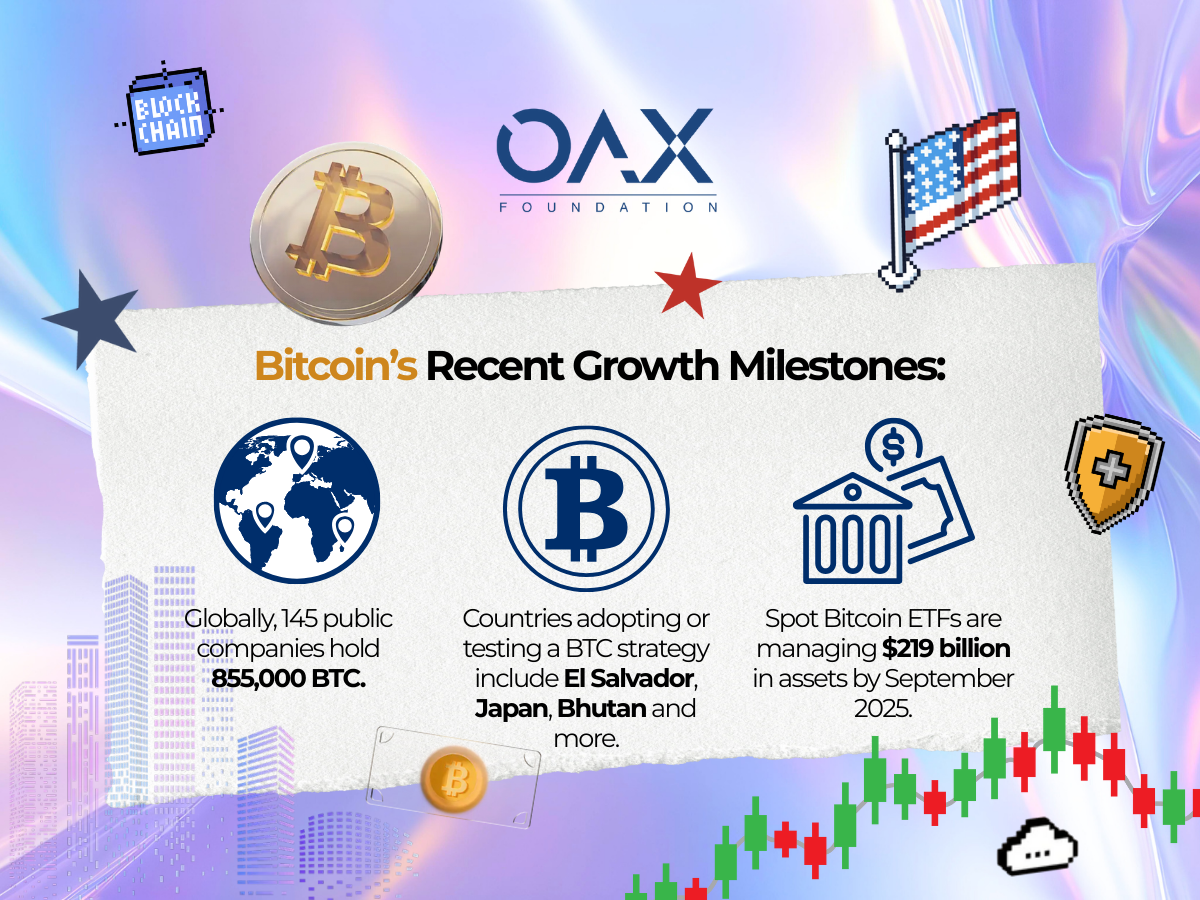 BLOCK
CHAIN
OAX
FOUNDATION
Bitcoin’s Recent Growth Milestones:
Globally, 145 public
companies hold
855,000 BTC.
Countries adopting or
testing a BTC strategy
include El Salvador,
Japan, Bhutan and
more.
Spot Bitcoin ETFs are
managing $219 billion
in assets by September
2025.